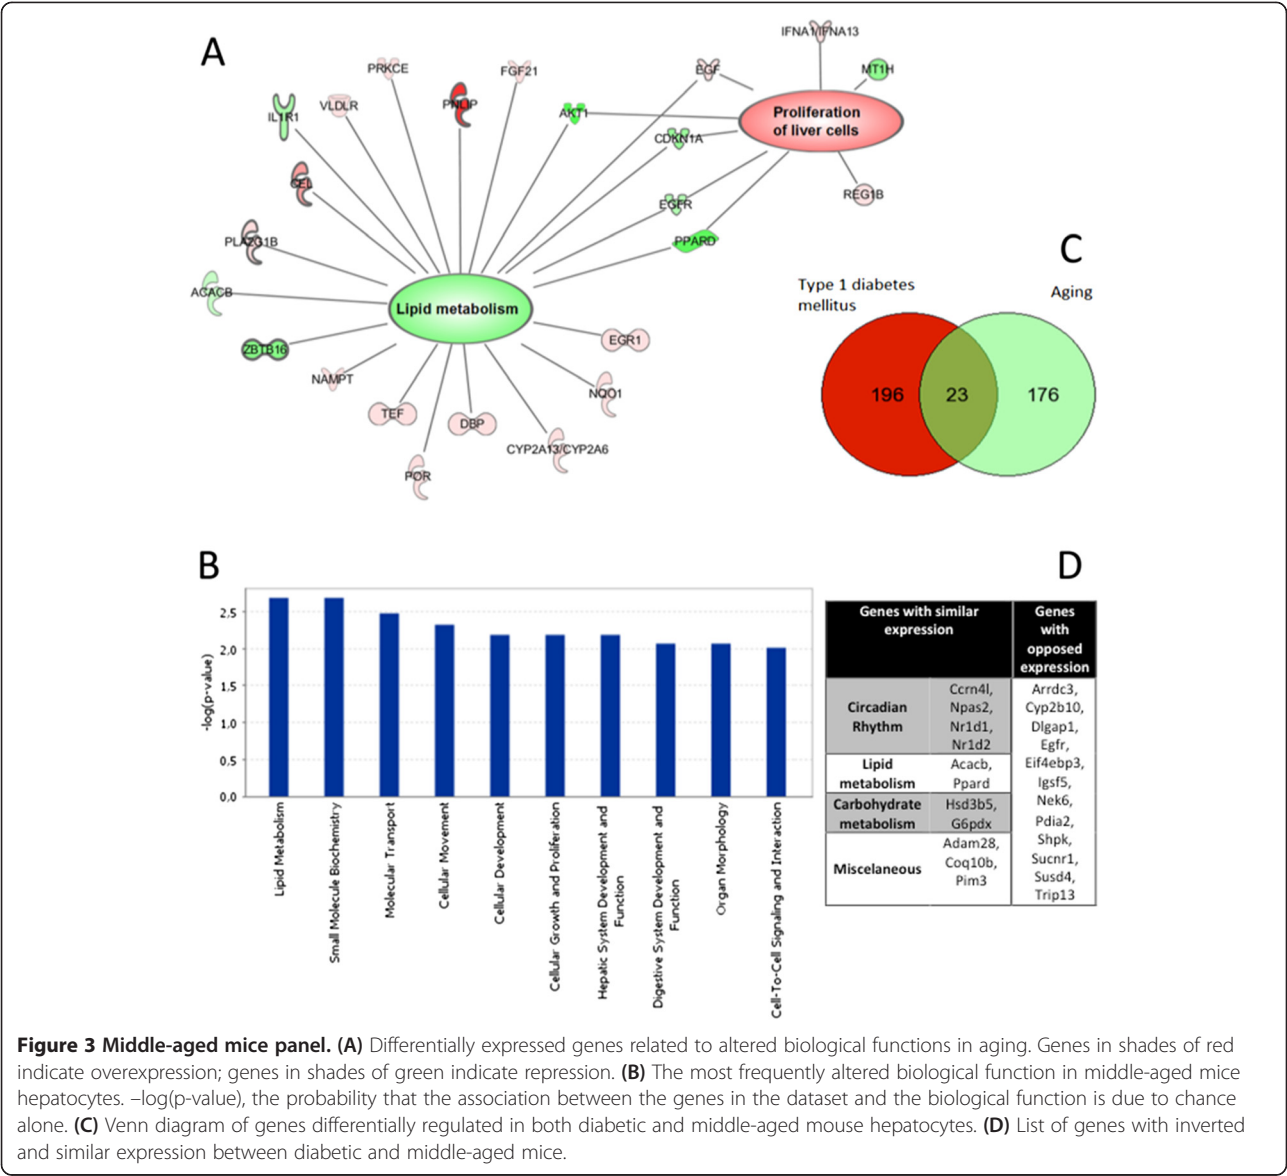 A
IFNA1/IFNA13
PRKCE
FGF21
EGF
MT1H
VLDLR
PNLIP
IL1R1
AKT1
Proliferation
of liver cells
CDKN1A
CEL
REG1B
EGFR
PLA2G1B
PPARD
ACACB
Lipid metabolism
ZBTB16
EGR1
NAMPT
NQO1
TEF
DBP
CYP2A13/CYP2A6
POR
C
Type 1 diabetes
mellitus
Aging
196
23
176
B
-log(p-value)
2.5
2.0
1.5
1.0
0.5
0.0
Lipid Metabolism
Small Molecule Biochemistry
Molecular Transport
Cellular Movement
Cellular Development
Cellular Growth and Proliferation
Hepatic System Development and
Function
Digestive System Development and
Function
Organ Morphology
Cell-To-Cell Signaling and Interaction
D
Genes with similar
expression
Genes
with
opposed
expression
Circadian
Rhythm
Ccrn4l,
Npas2,
Nr1d1,
Nr1d2
Lipid
metabolism
Acacb,
Ppard
Carbohydrate
metabolism
Hsd3b5,
G6pdx
Miscelaneous
Adam28,
Coq10b,
Pim3
Arrdc3,
Cyp2b10,
Dlgap1,
Egfr,
Eif4ebp3,
Igsf5,
Nek6,
Pdia2,
Shpk,
Sucnr1,
Susd4,
Trip13
Figure 3 Middle-aged mice panel. (A) Differentially expressed genes related to altered biological functions in aging. Genes in shades of red
indicate overexpression; genes in shades of green indicate repression. (B) The most frequently altered biological function in middle-aged mice
hepatocytes. –log(p-value), the probability that the association between the genes in the dataset and the biological function is due to chance
alone. (C) Venn diagram of genes differentially regulated in both diabetic and middle-aged mouse hepatocytes. (D) List of genes with inverted
and similar expression between diabetic and middle-aged mice.